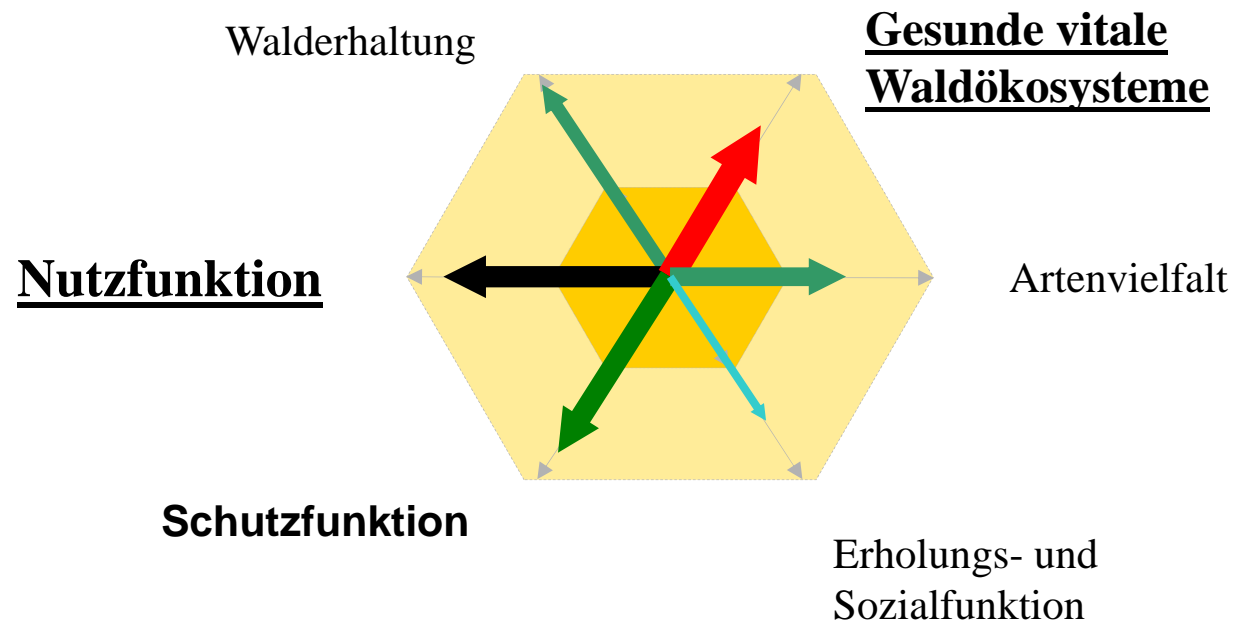 Walderhaltung
Gesunde vitale
Waldökosysteme
Nutzfunktion
Artenvielfalt
Schutzfunktion
Erholungs- und
Sozialfunktion